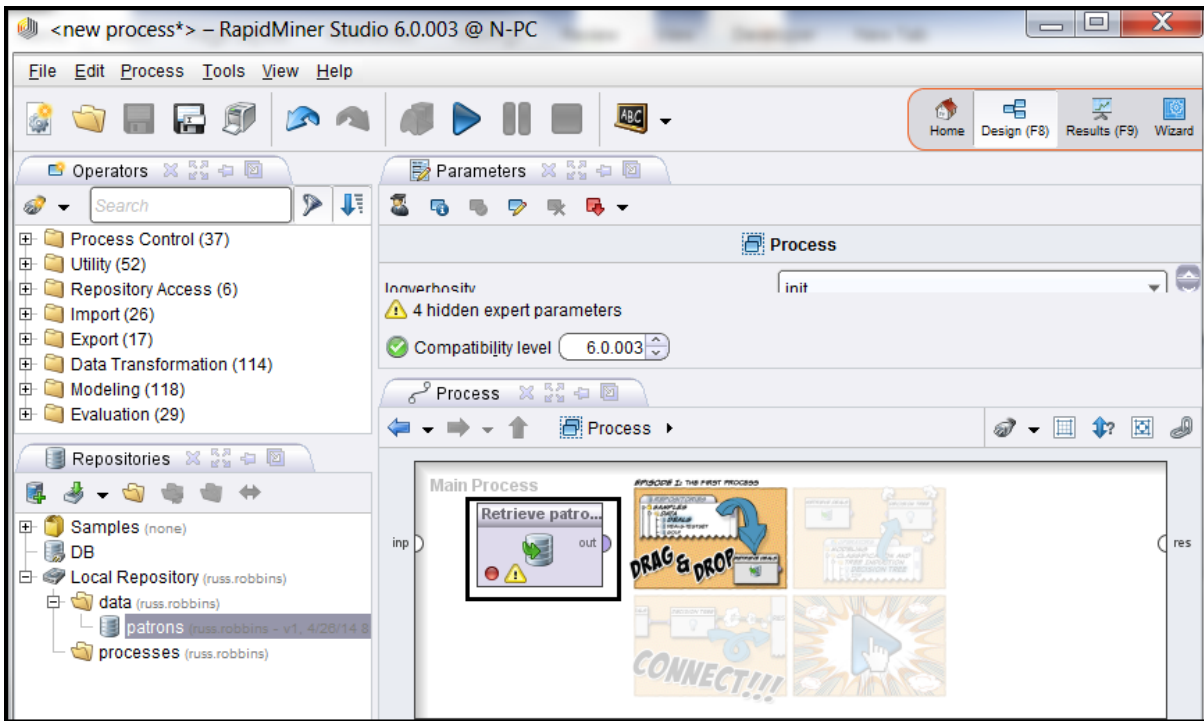 <new process*> – RapidMiner Studio 6.0.003 @ N-PC
File Edit Process Tools View Help
ABC
Home Design (F8) Results (F9) Wizard
Operators
Search
Process Control (37)
Utility (52)
Repository Access (6)
Import (26)
Export (17)
Data Transformation (114)
Modeling (118)
Evaluation (29)
Repositories
Samples (none)
DB
Local Repository (russ.robbins)
data (russ.robbins)
patrons (russ.robbins - v1, 4/26/14 8
processes (russ.robbins)
Parameters
Process
logverbosity init
4 hidden expert parameters
Compatibility level 6.0.003
Process
Process
Main Process
inp
Retrieve patro...
out
res
EPISODE I: THE FIRST PROCESS
DRAG & DROP
CONNECT!!!